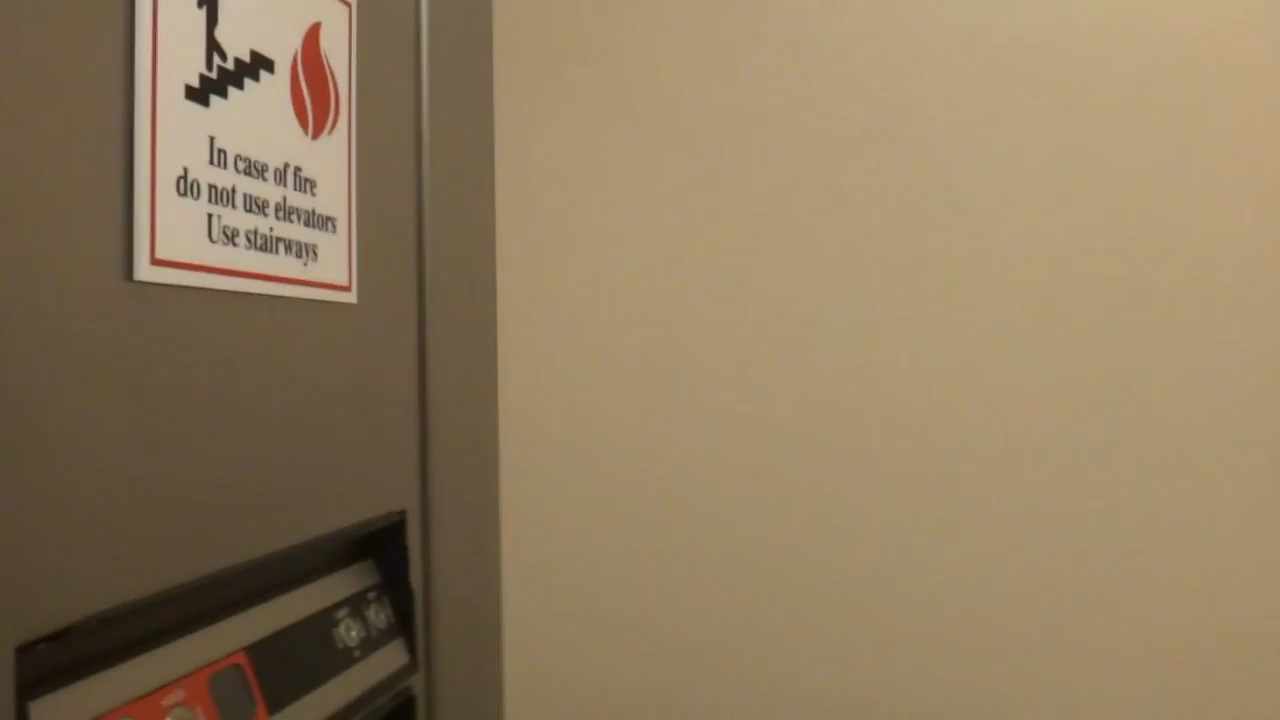 In case of fire
do not use elevators
Use stairways